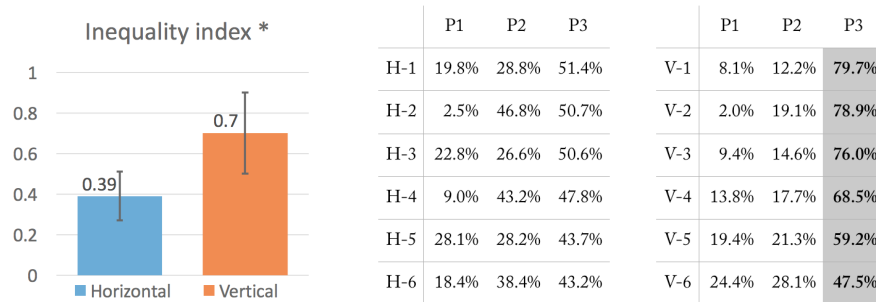 Inequality index *
1
0.8
0.6
0.4
0.2
0
0.39
0.7
Horizontal Vertical
P1 P2 P3
H-1 19.8% 28.8% 51.4%
H-2 2.5% 46.8% 50.7%
H-3 22.8% 26.6% 50.6%
H-4 9.0% 43.2% 47.8%
H-5 28.1% 28.2% 43.7%
H-6 18.4% 38.4% 43.2%
P1 P2 P3
V-1 8.1% 12.2% 79.7%
V-2 2.0% 19.1% 78.9%
V-3 9.4% 14.6% 76.0%
V-4 13.8% 17.7% 68.5%
V-5 19.4% 21.3% 59.2%
V-6 24.4% 28.1% 47.5%